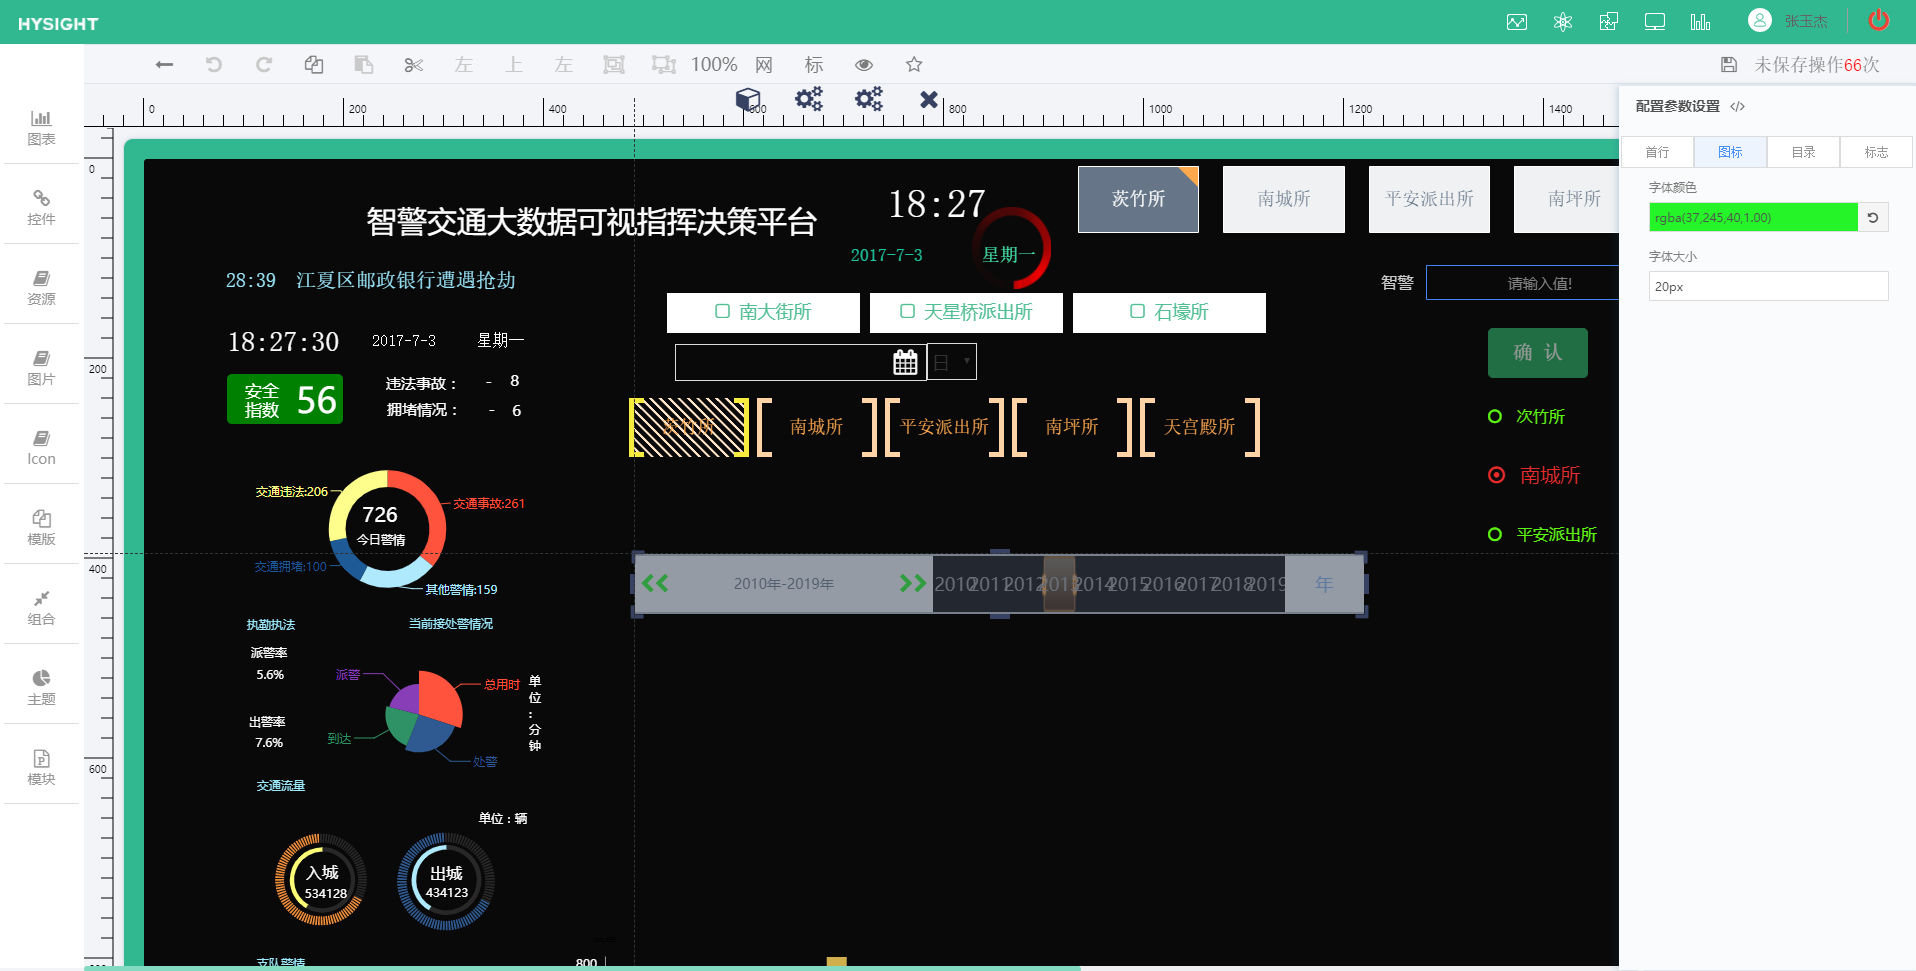 HYSIGHT
张玉杰
100%
左
上
左
网
标
未保存操作66次
0
200
400
600
800
1000
1200
1400
图表
控件
资源
图片
Icon
模版
组合
主题
模块
0
200
400
600
智警交通大数据可视指挥决策平台
18:27
2017-7-3
星期一
茨竹所
南城所
平安派出所
南坪所
28:39 江夏区邮政银行遭遇抢劫
智警
请输入值!
南大街所
天星桥派出所
石壕所
18:27:30
2017-7-3
星期一
日
确 认
安全指数
56
违法事故： - 8
拥堵情况： - 6
茨竹所
南城所
平安派出所
南坪所
天宫殿所
次竹所
南城所
平安派出所
交通违法:206
交通事故:261
726
今日警情
交通拥堵:100
其他警情:159
2010年-2019年
2010
2011
2012
2013
2014
2015
2016
2017
2018
2019
年
执勤执法
当前接处警情况
派警率
5.6%
出警率
7.6%
派警
总用时
到达
处警
单位:分钟
交通流量
单位：辆
入城
534128
出城
434123
支队警情
800
配置参数设置 </>
首行
图标
目录
标志
字体颜色
rgba(37,245,40,1.00)
字体大小
20px